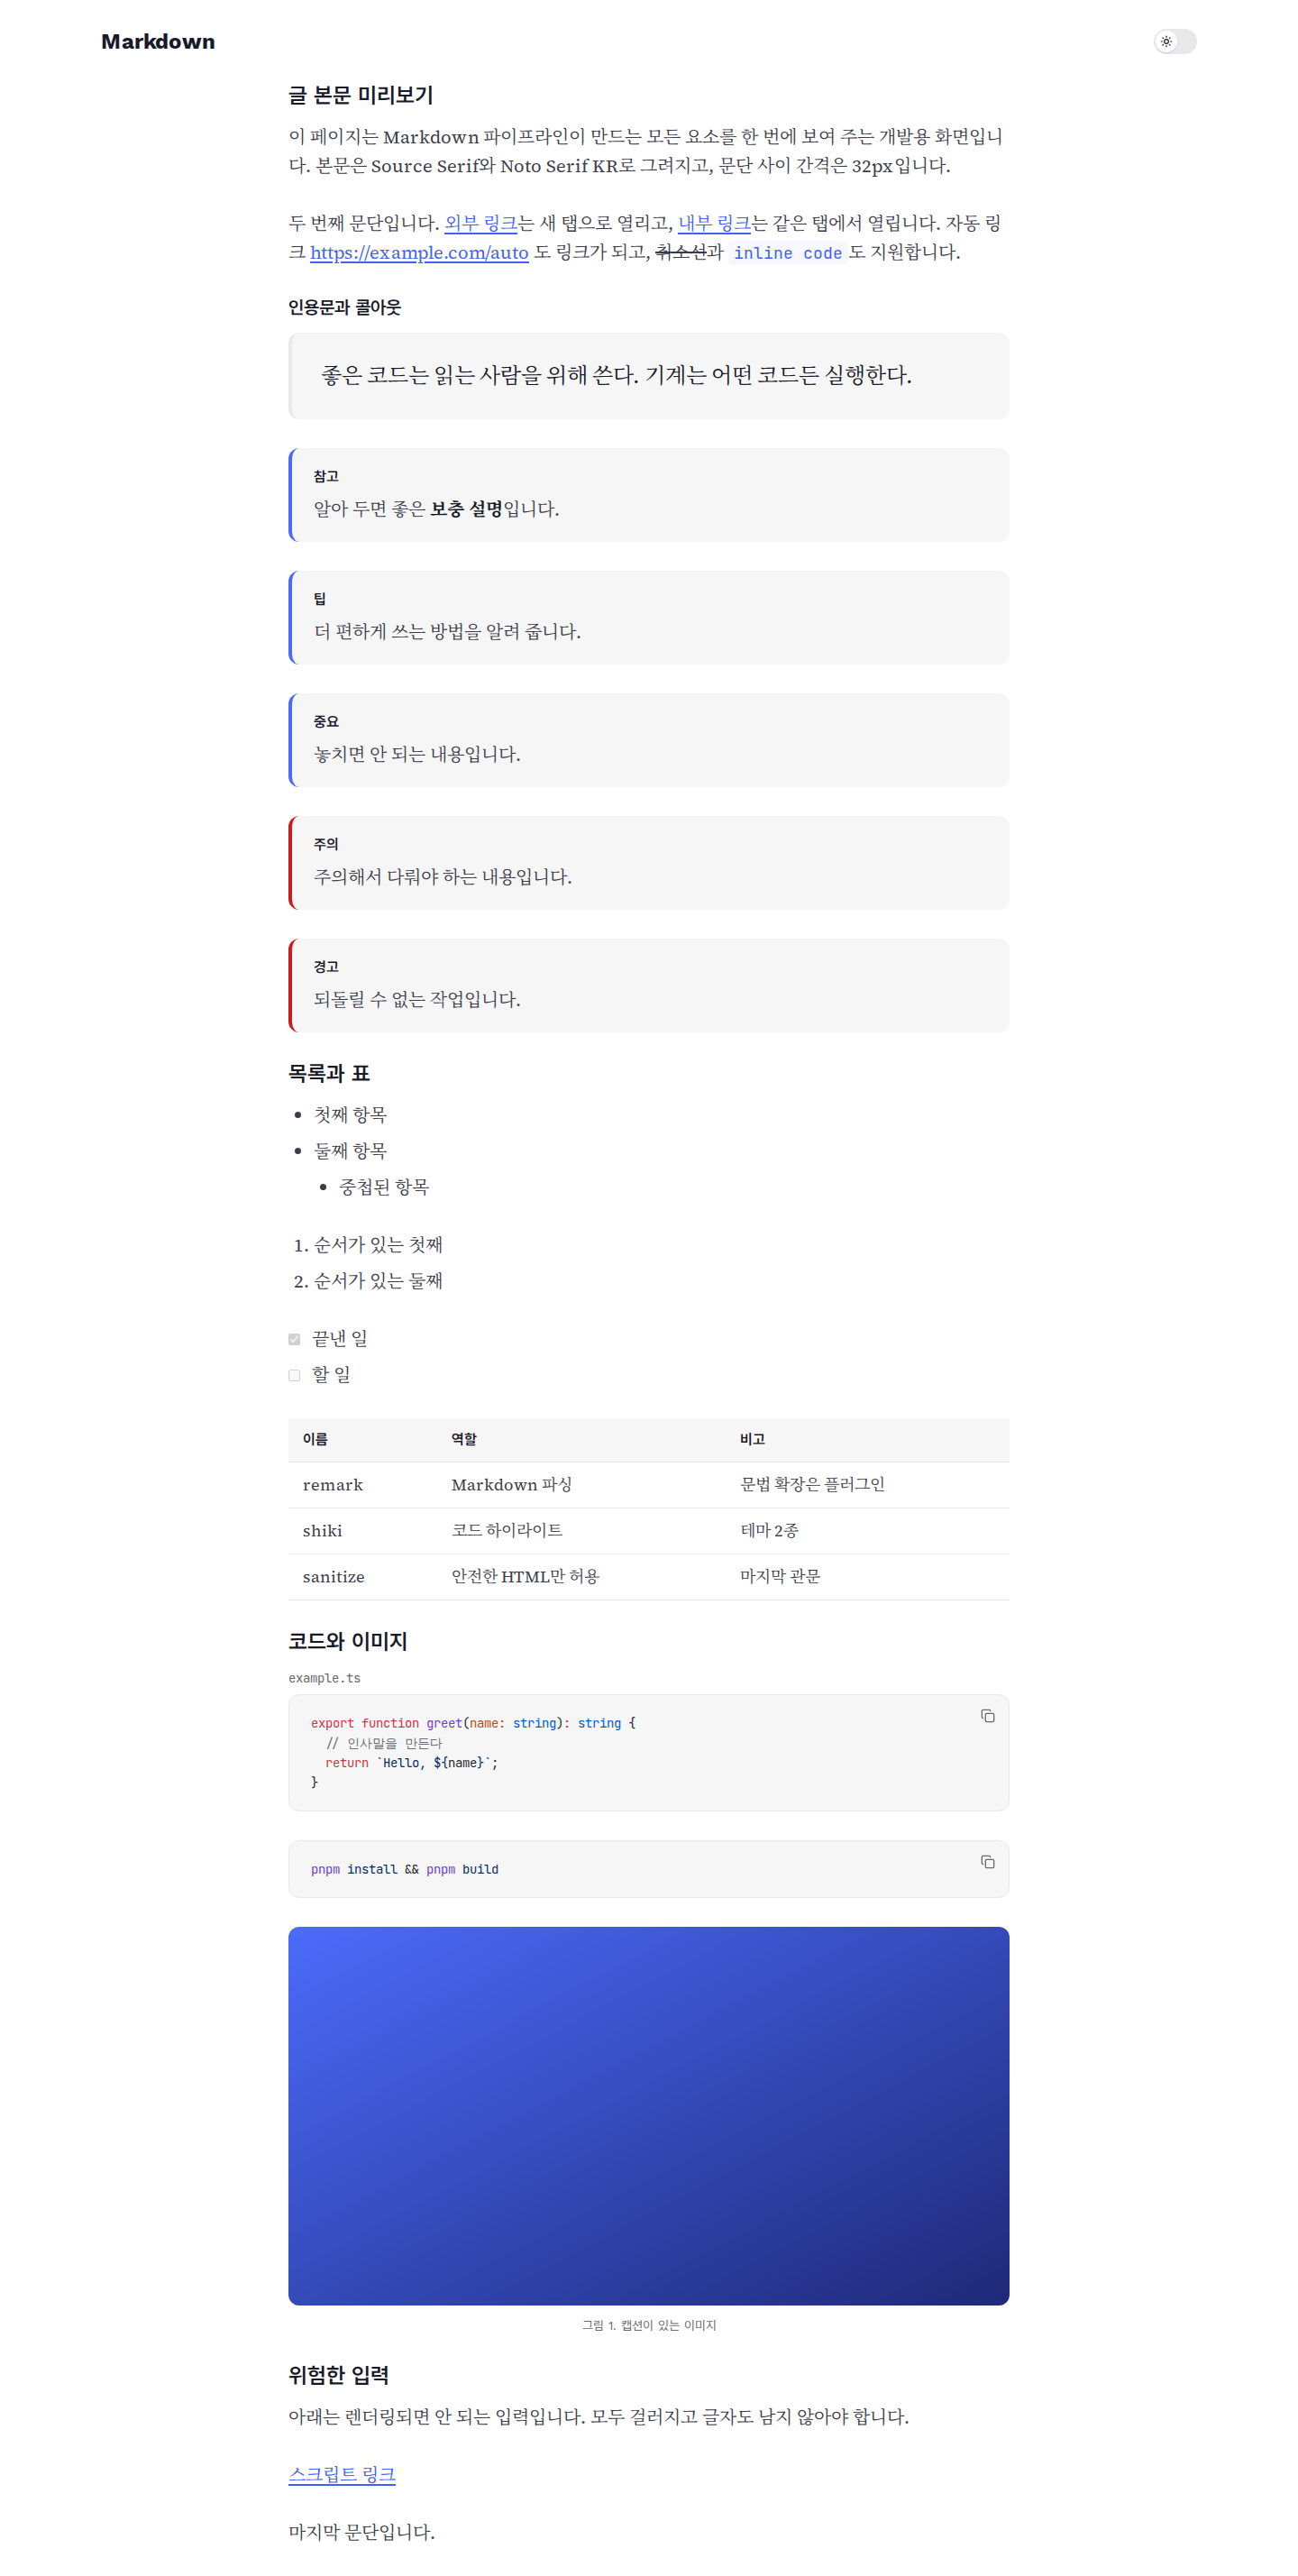 Markdown
글 본문 미리보기
이 페이지는 Markdown 파이프라인이 만드는 모든 요소를 한 번에 보여 주는 개발용 화면입니
다. 본문은 Source Serif와 Noto Serif KR로 그려지고, 문단 사이 간격은 32px입니다.
두 번째 문단입니다. 외부 링크는 새 탭으로 열리고, 내부 링크는 같은 탭에서 열립니다. 자동 링
크 https://example.com/auto 도 링크가 되고, 취소선과 inline code 도 지원합니다.
인용문과 콜아웃
좋은 코드는 읽는 사람을 위해 쓴다. 기계는 어떤 코드든 실행한다.
참고
알아 두면 좋은 보충 설명입니다.
팁
더 편하게 쓰는 방법을 알려 줍니다.
중요
놓치면 안 되는 내용입니다.
주의
주의해서 다뤄야 하는 내용입니다.
경고
되돌릴 수 없는 작업입니다.
목록과 표
• 첫째 항목
• 둘째 항목
• 중첩된 항목
1. 순서가 있는 첫째
2. 순서가 있는 둘째
끝낸 일
할 일
이름 역할 비고
remark Markdown 파싱 문법 확장은 플러그인
shiki 코드 하이라이트 테마 2종
sanitize 안전한 HTML만 허용 마지막 관문
코드와 이미지
example.ts
export function greet(name: string): string {
// 인사말을 만든다
return `Hello, ${name}`;
}
pnpm install && pnpm build
그림 1. 캡션이 있는 이미지
위험한 입력
아래는 렌더링되면 안 되는 입력입니다. 모두 걸러지고 글자도 남지 않아야 합니다.
스크립트 링크
마지막 문단입니다.